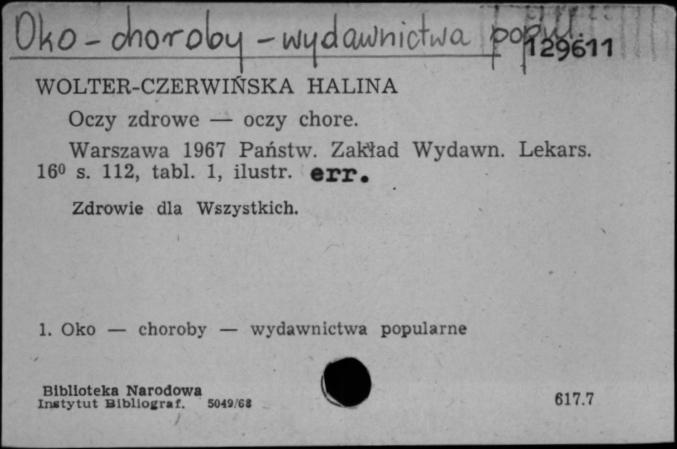 Oko - choroby - wydawnictwa popul.
129611
WOLTER-CZERWIŃSKA HALINA
Oczy zdrowe — oczy chore.
Warszawa 1967 Państw. Zakład Wydawn. Lekars.
16⁰ s. 112, tabl. 1, ilustr. err.
Zdrowie dla Wszystkich.
1. Oko — choroby — wydawnictwa popularne
Biblioteka Narodowa
Instytut Bibliograf. 5049/68
617.7